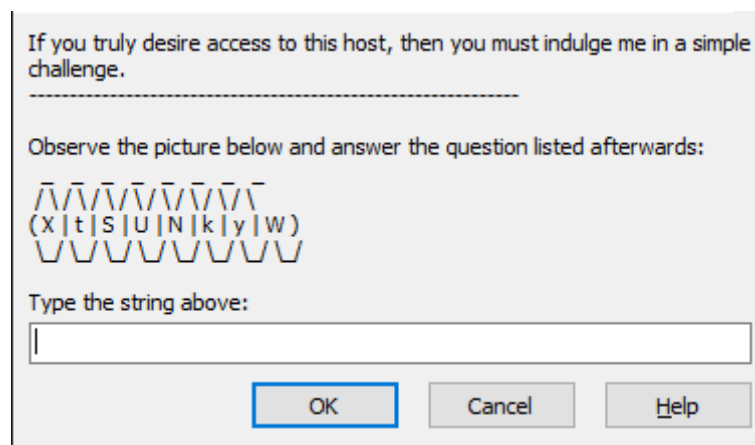 If you truly desire access to this host, then you must indulge me in a simple
challenge.
-------------------------------------------------------------
Observe the picture below and answer the question listed afterwards:
_ _ _ _ _ _ _ _
/\/\/\/\/\/\/\/\
(X|t|S|U|N|k|y|W)
\_/\_/\_/\_/\_/\_/\_/\_/
Type the string above:
OK Cancel Help